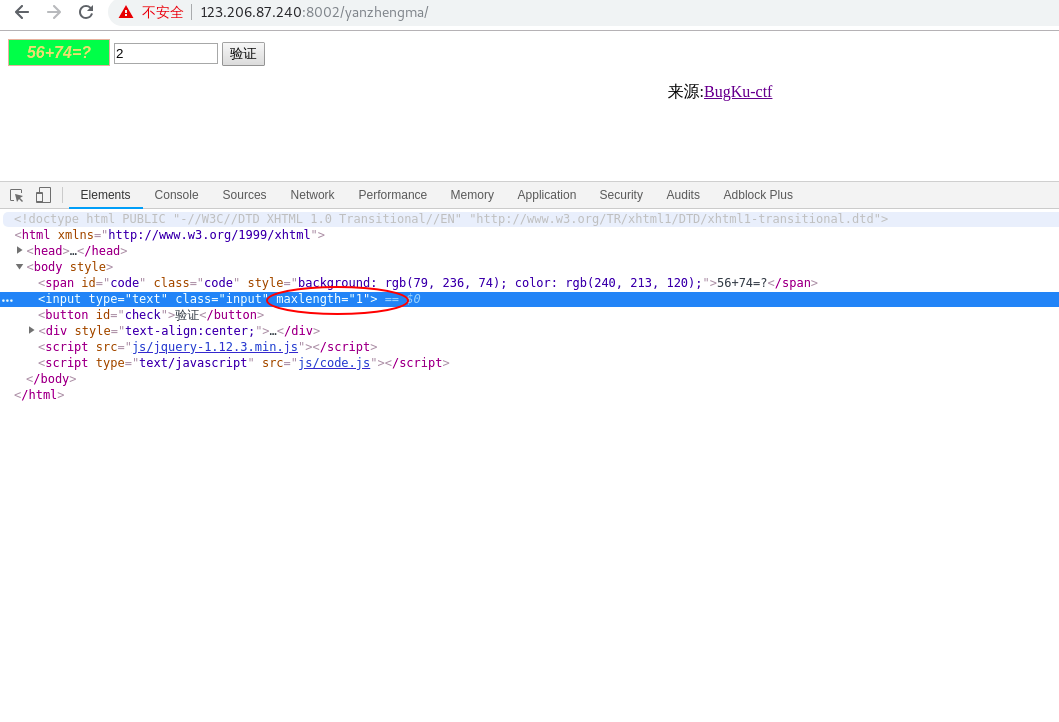 不安全 123.206.87.240:8002/yanzhengma/
56+74=? 2 验证
来源:BugKu-ctf
Elements Console Sources Network Performance Memory Application Security Audits Adblock Plus
<!doctype html PUBLIC "-//W3C//DTD XHTML 1.0 Transitional//EN" "http://www.w3.org/TR/xhtml1/DTD/xhtml1-transitional.dtd">
<html xmlns="http://www.w3.org/1999/xhtml">
<head>…</head>
<body style>
<span id="code" class="code" style="background: rgb(79, 236, 74); color: rgb(240, 213, 120);">56+74=?</span>
<input type="text" class="input" maxlength="1"> == $0
<button id="check">验证</button>
<div style="text-align:center;">…</div>
<script src="js/jquery-1.12.3.min.js"></script>
<script type="text/javascript" src="js/code.js"></script>
</body>
</html>